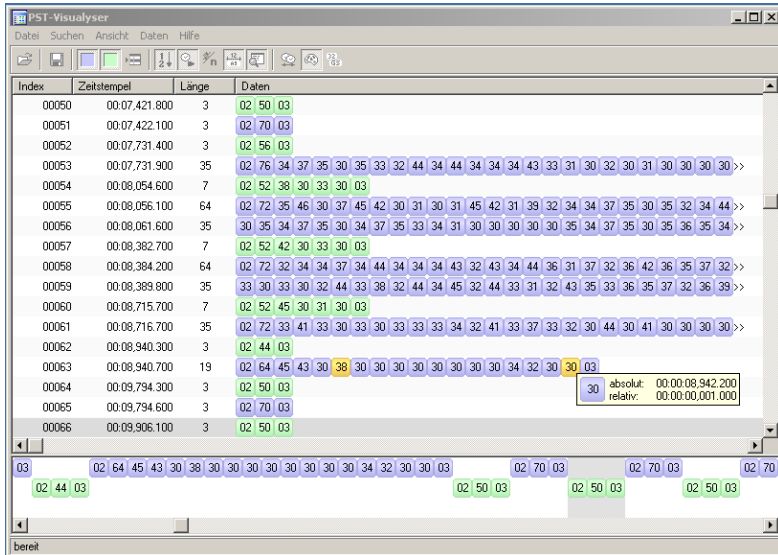 PST-Visualyser
Datei Suchen Ansicht Daten Hilfe
Index Zeitstempel Länge Daten
00050 00:07,421.800 3 02 50 03
00051 00:07,422.100 3 02 70 03
00052 00:07,731.400 3 02 56 03
00053 00:07,731.900 35 02 76 34 37 35 30 35 33 32 44 34 44 34 34 34 43 33 31 30 32 30 31 30 30 30 30 >>
00054 00:08,054.600 7 02 52 38 30 33 30 03
00055 00:08,056.100 64 02 72 35 46 30 37 45 42 30 31 30 31 45 42 31 39 32 34 34 37 35 30 35 32 34 44 >>
00056 00:08,061.600 35 30 35 34 37 35 30 34 37 35 33 34 31 30 30 30 30 30 35 34 37 35 30 35 36 35 34 >>
00057 00:08,382.700 7 02 52 42 30 33 30 03
00058 00:08,384.200 64 02 72 32 34 34 37 34 44 34 34 34 43 32 43 34 44 36 31 37 32 36 42 36 35 37 32 >>
00059 00:08,389.800 35 33 30 33 30 32 44 33 38 32 44 34 45 32 44 33 31 32 43 35 33 36 35 37 32 36 39 >>
00060 00:08,715.700 7 02 52 45 30 31 30 03
00061 00:08,716.700 35 02 72 33 41 33 30 33 30 33 33 33 34 32 41 33 37 33 32 30 44 30 41 30 30 30 30 >>
00062 00:08,940.300 3 02 44 03
00063 00:08,940.700 19 02 64 45 43 30 38 30 30 30 30 30 30 30 30 34 32 30 30 03
00064 00:09,794.300 3 02 50 03
30 absolut: 00:00:08,942.200
relativ: 00:00:00,001.000
00065 00:09,794.600 3 02 70 03
00066 00:09,906.100 3 02 50 03
03 02 64 45 43 30 38 30 30 30 30 30 30 30 30 34 32 30 30 03 02 70 03 02 70 03 02 70
02 44 03 02 50 03 02 50 03 02 50 03
bereit